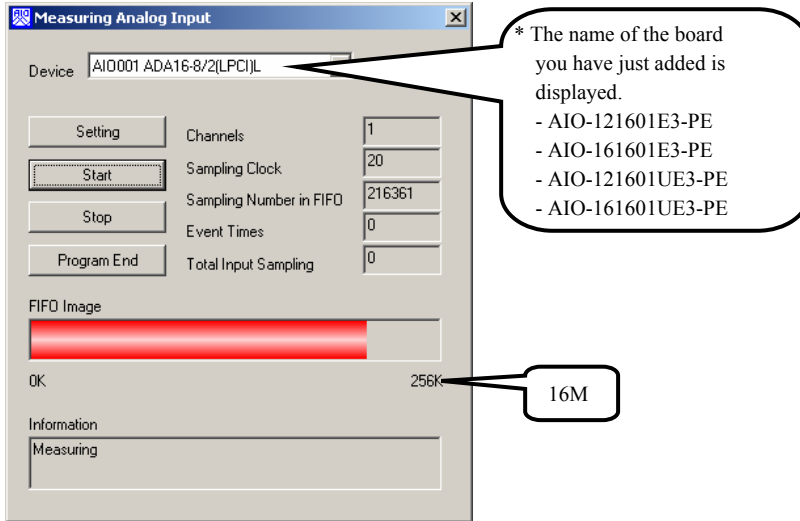 Measuring Analog Input
Device AIO001 ADA16-8/2(LPCI)L
* The name of the board
you have just added is
displayed.
- AIO-121601E3-PE
- AIO-161601E3-PE
- AIO-121601UE3-PE
- AIO-161601UE3-PE
Setting
Start
Stop
Program End
Channels 1
Sampling Clock 20
Sampling Number in FIFO 216361
Event Times 0
Total Input Sampling 0
FIFO Image
0K 256K
16M
Information
Measuring